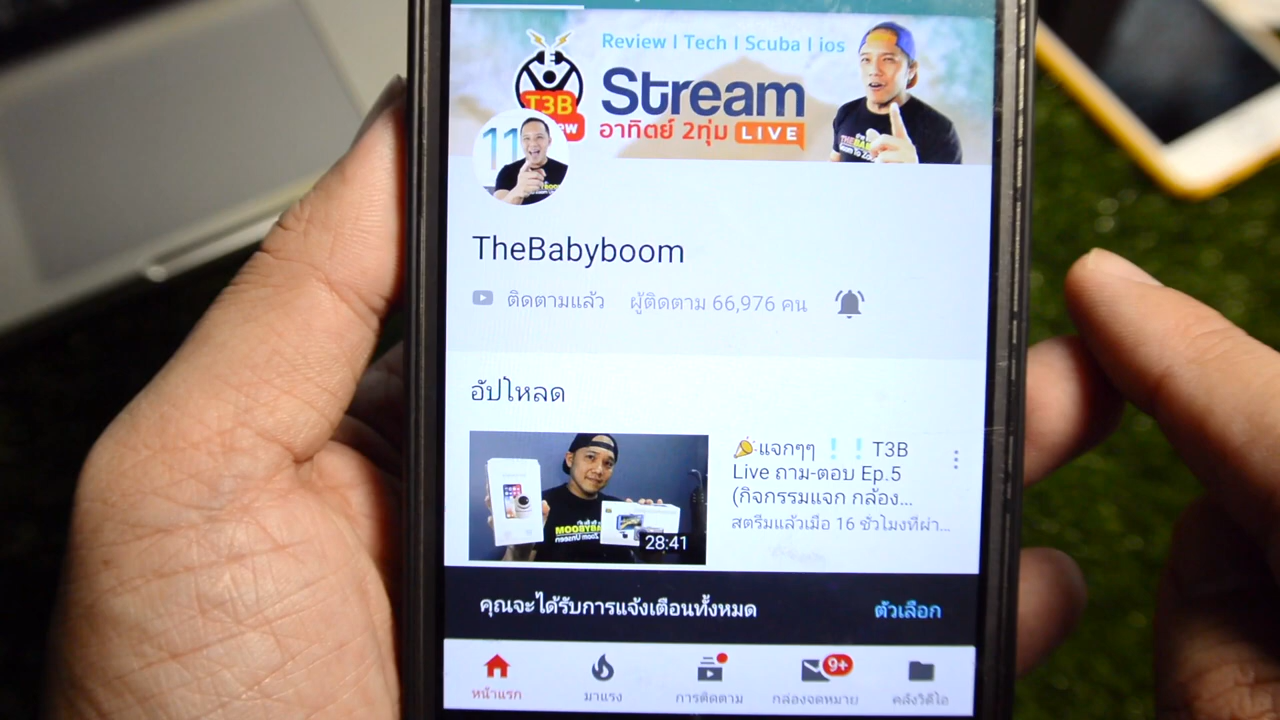 Review | Tech | Scuba | ios
T3B
Stream
อาทิตย์ 2ทุ่ม LIVE
11
TheBabyboom
ติดตามแล้ว ผู้ติดตาม 66,976 คน
อัปโหลด
แจกๆๆ❕❕T3B
Live ถาม-ตอบ Ep.5
(กิจกรรมแจก กล้อง...
สตรีมแล้วเมื่อ 16 ชั่วโมงที่ผ่า...
28:41
คุณจะได้รับการแจ้งเตือนทั้งหมด ตัวเลือก
9+
หน้าแรก มาแรง การติดตาม กล่องจดหมาย คลังวิดีโอ